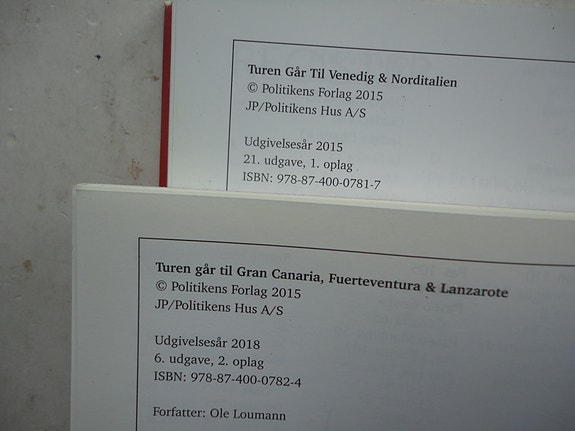 Turen Går Til Venedig & Norditalien
© Politikens Forlag 2015
JP/Politikens Hus A/S
Udgivelsesår 2015
21. udgave, 1. oplag
ISBN: 978-87-400-0781-7
Turen går til Gran Canaria, Fuerteventura & Lanzarote
© Politikens Forlag 2015
JP/Politikens Hus A/S
Udgivelsesår 2018
6. udgave, 2. oplag
ISBN: 978-87-400-0782-4
Forfatter: Ole Loumann